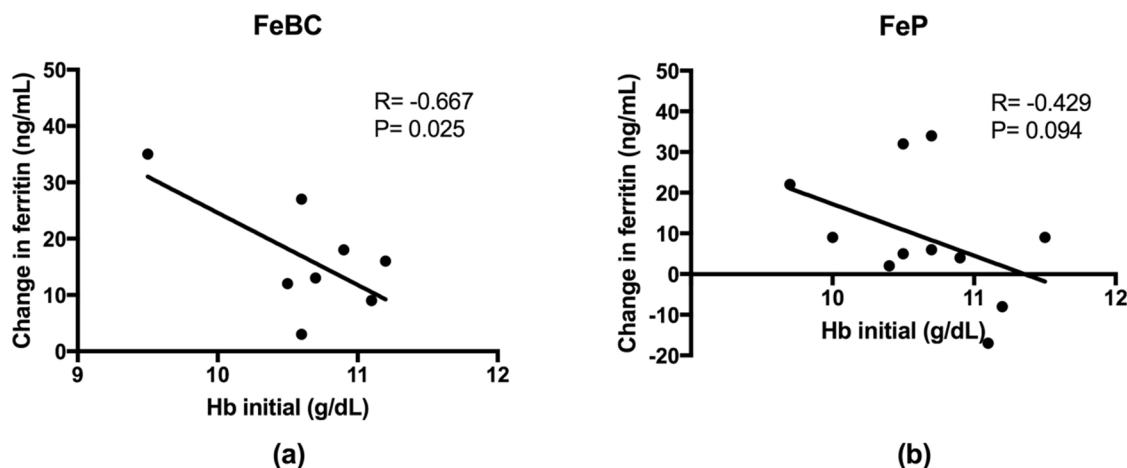 FeBC
Change in ferritin (ng/mL)
50
40
30
20
10
0
9
10
11
12
R= -0.667
P= 0.025
Hb initial (g/dL)
(a)
FeP
Change in ferritin (ng/mL)
50
40
30
20
10
0
-10
-20
10
11
12
R= -0.429
P= 0.094
Hb initial (g/dL)
(b)